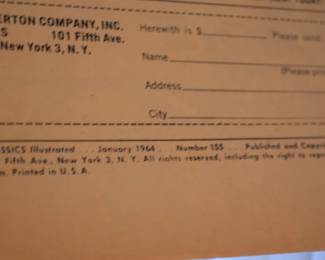 ERTON COMPANY, INC.
S 101 Fifth Ave.
New York 3, N. Y.
Herewith is $ Please send
Name
(Please pri
Address
City
SSICS Illustrated . . . January 1964 . . . Number 155 . . . Published and Copyri
Fifth Ave., New York 3, N. Y. All rights reserved, including the right to repr
m. Printed in U. S. A.